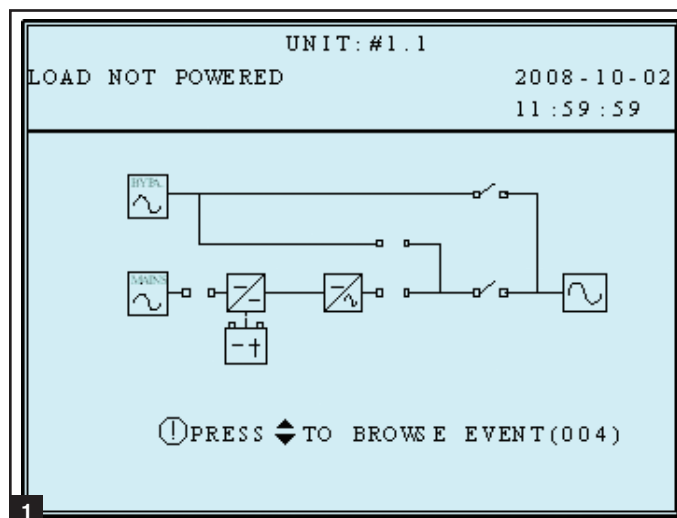 UNIT:#1.1
LOAD NOT POWERED
2008-10-02
11:59:59
BYPA.
MAINS
PRESS TO BROWSE EVENT(004)
1